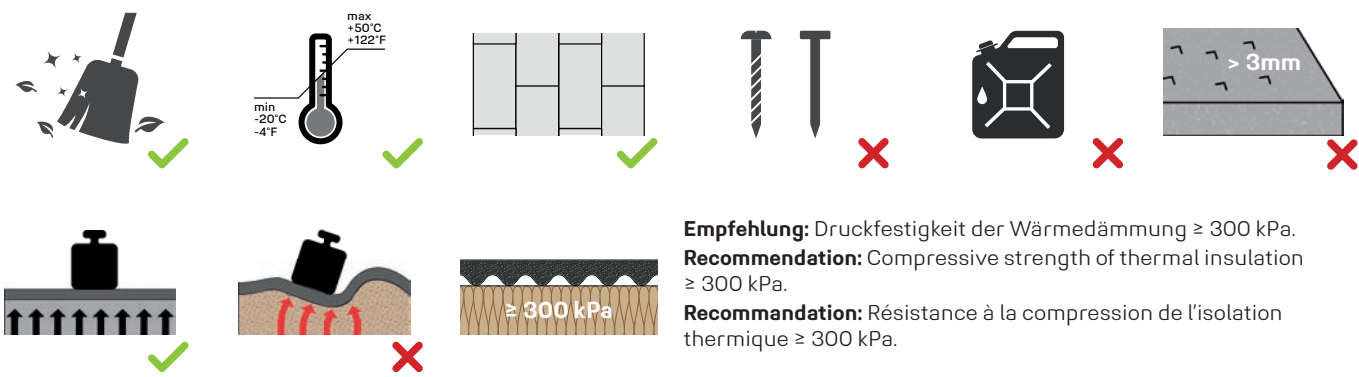 max
+50°C
+122°F
min
-20°C
-4°F
> 3mm
≥ 300 kPa
Empfehlung: Druckfestigkeit der Wärmedämmung ≥ 300 kPa.
Recommendation: Compressive strength of thermal insulation
≥ 300 kPa.
Recommandation: Résistance à la compression de l’isolation
thermique ≥ 300 kPa.